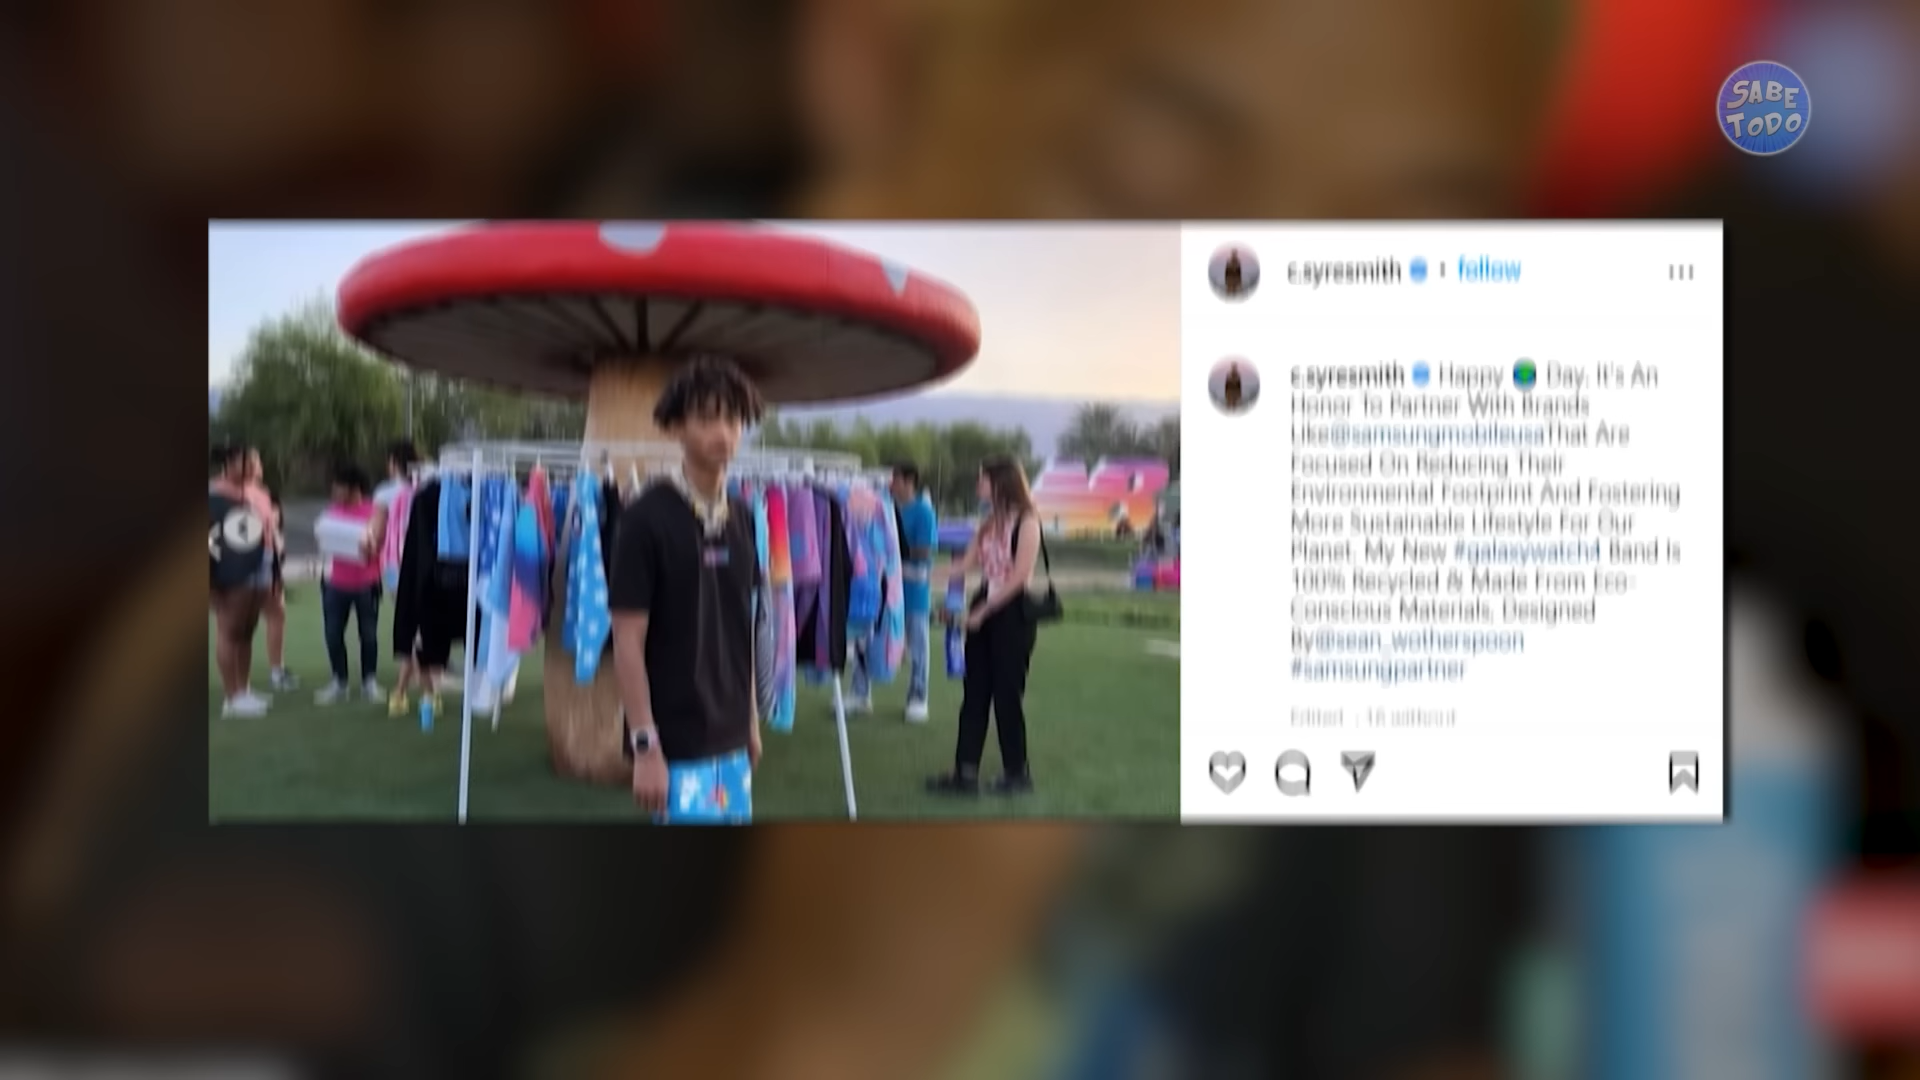 SABE
TODO
c.syresmith follow
c.syresmith Happy Day. It's An
Honor To Partner With Brands
Like@samsungmobileusaThat Are
Focused On Reducing Their
Environmental Footprint And Fostering
More Sustainable Lifestyle For Our
Planet. My New #galaxywatch4 Band Is
100% Recycled & Made From Eco-
Conscious Materials, Designed
By@sean_wotherspoon
#samsungpartner